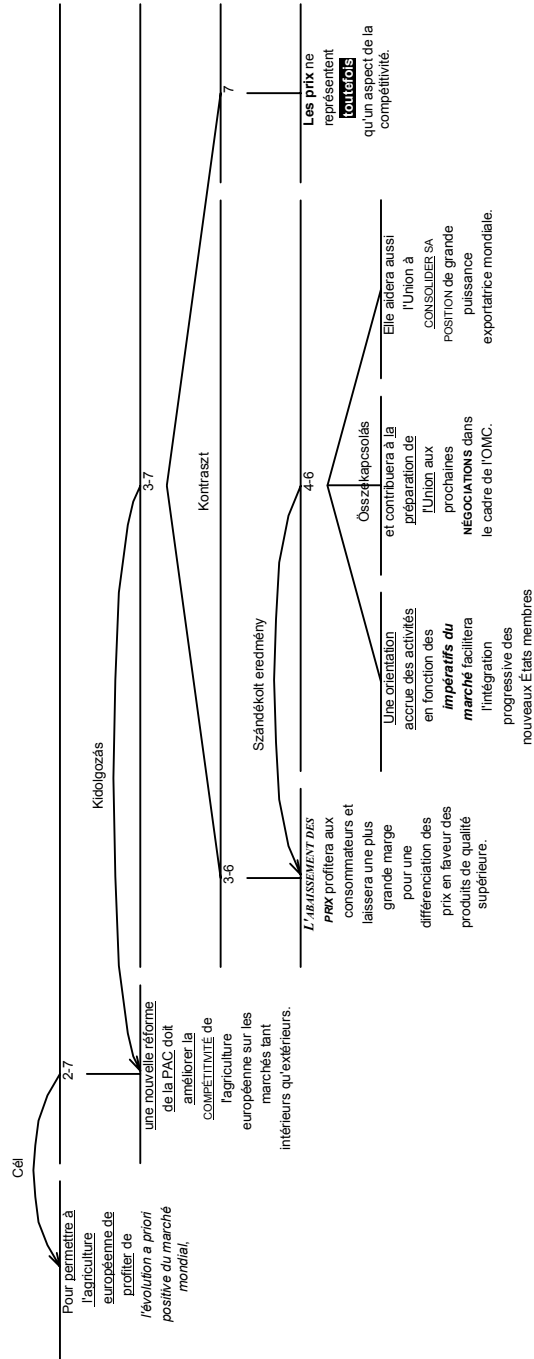 Cél
2-7
Pour permettre à
l'agriculture
européenne de
profiter de
l'évolution a priori
positive du marché
mondial,
Kidolgozás
une nouvelle réforme
de la PAC doit
améliorer la
COMPÉTITIVITÉ de
l'agriculture
européenne sur les
marchés tant
intérieurs qu'extérieurs.
3-7
Kontraszt
3-6
7
Szándékolt eredmény
L'ABAISSEMENT DES
PRIX profitera aux
consommateurs et
laissera une plus
grande marge
pour une
différenciation des
prix en faveur des
produits de qualité
supérieure.
4-6
Összekapcsolás
Une orientation
accrue des activités
en fonction des
impératifs du
marché facilitera
l'intégration
progressive des
nouveaux États membres
et contribuera à la
préparation de
l'Union aux
prochaines
NÉGOCIATIONS dans
le cadre de l'OMC.
Elle aidera aussi
l'Union à
CONSOLIDER SA
POSITION de grande
puissance
exportatrice mondiale.
Les prix ne
représentent
toutefois
qu'un aspect de la
compétitivité.